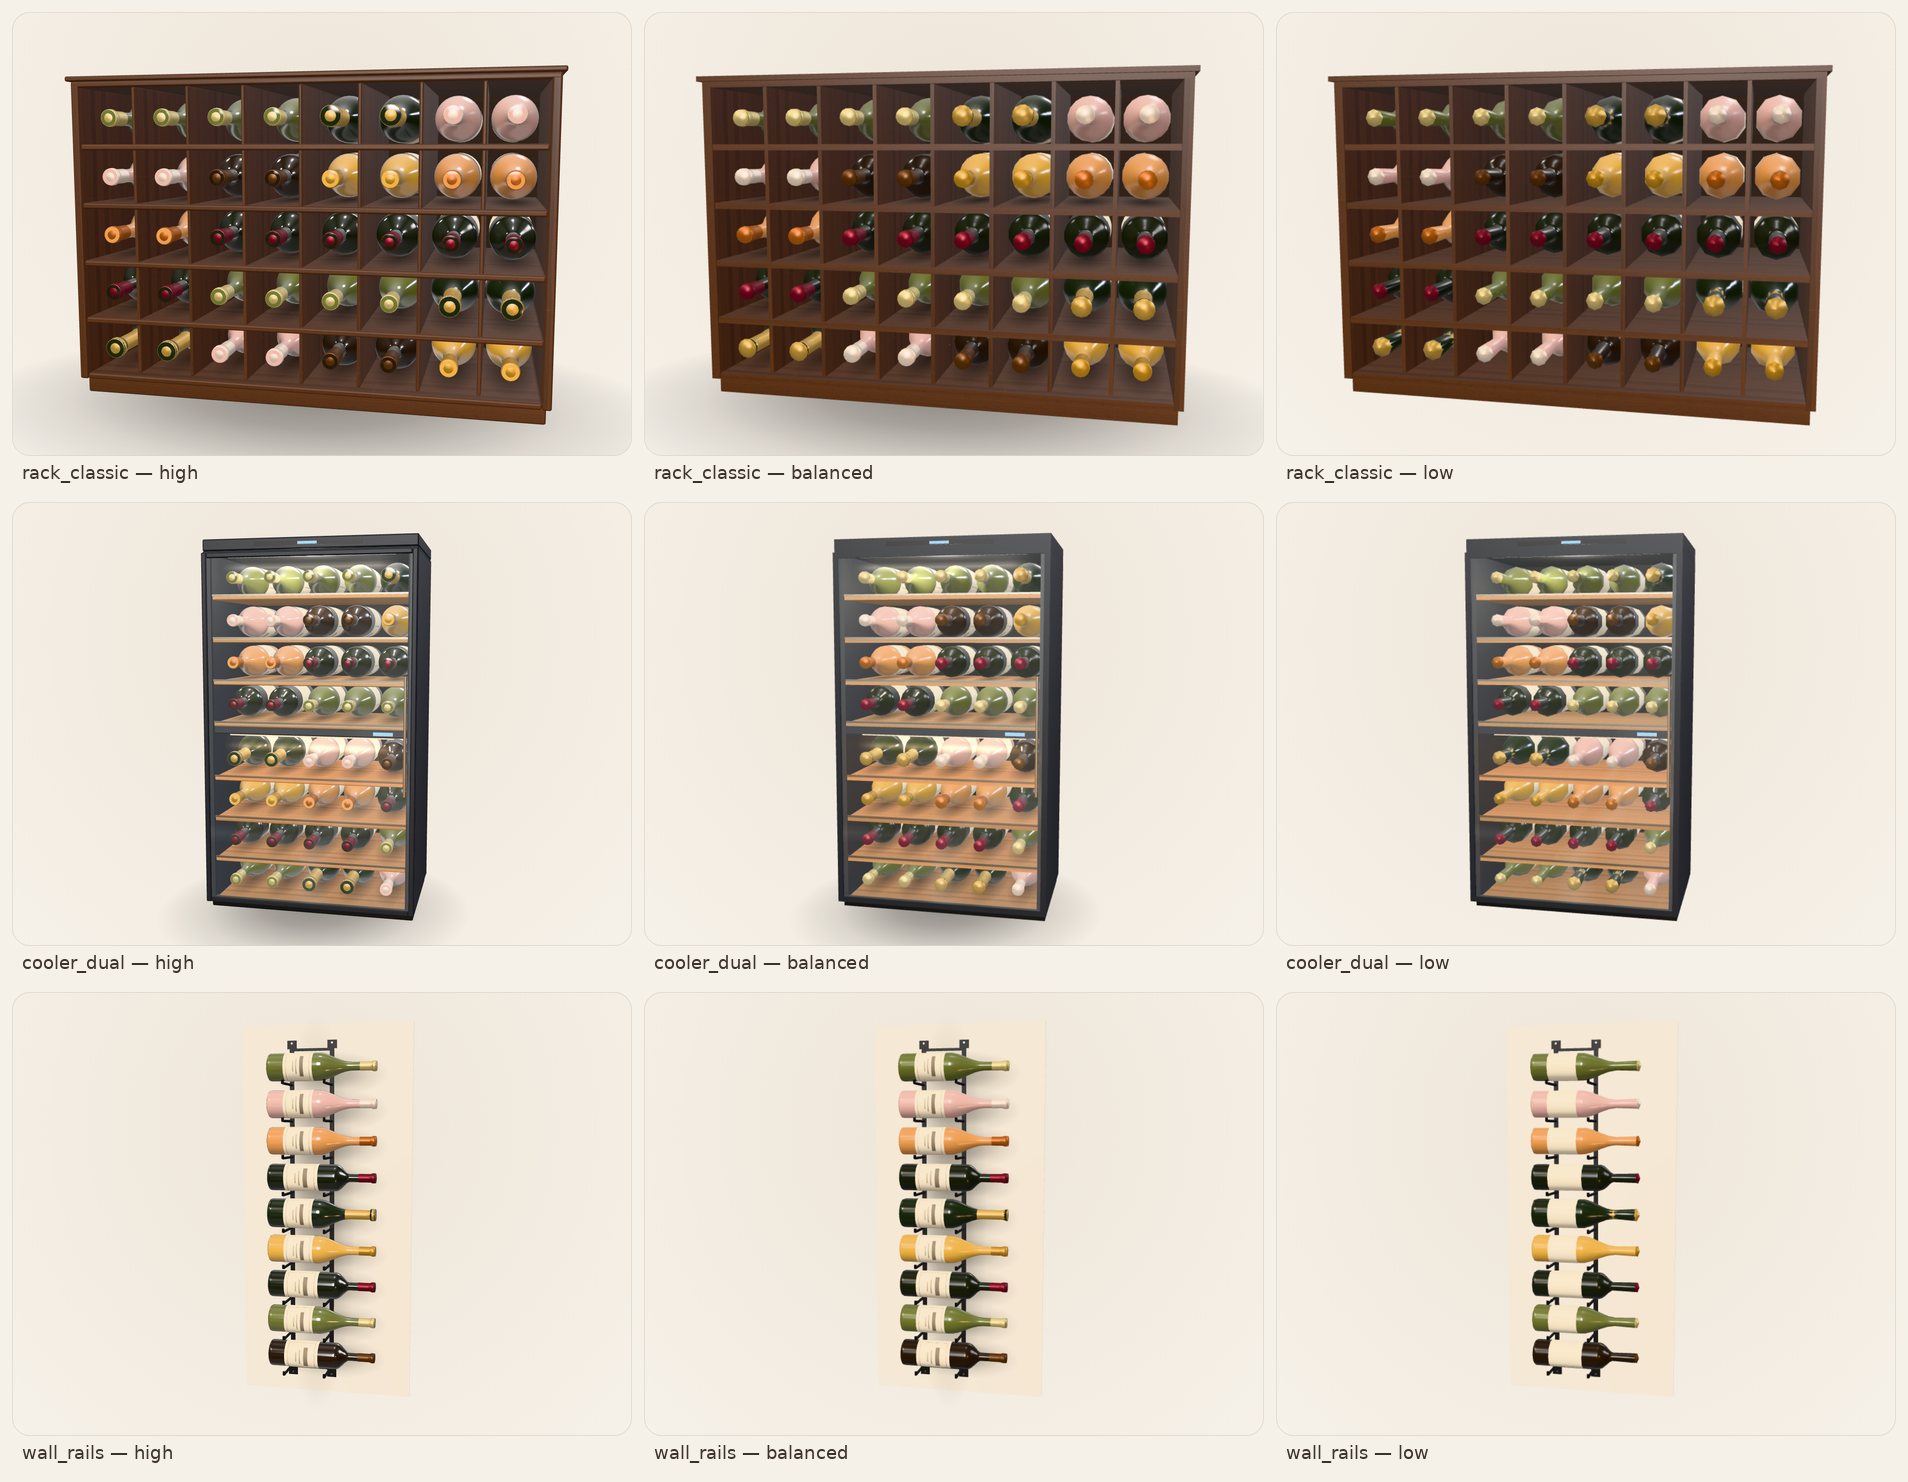 rack_classic — high
rack_classic — balanced
rack_classic — low
cooler_dual — high
cooler_dual — balanced
cooler_dual — low
wall_rails — high
wall_rails — balanced
wall_rails — low